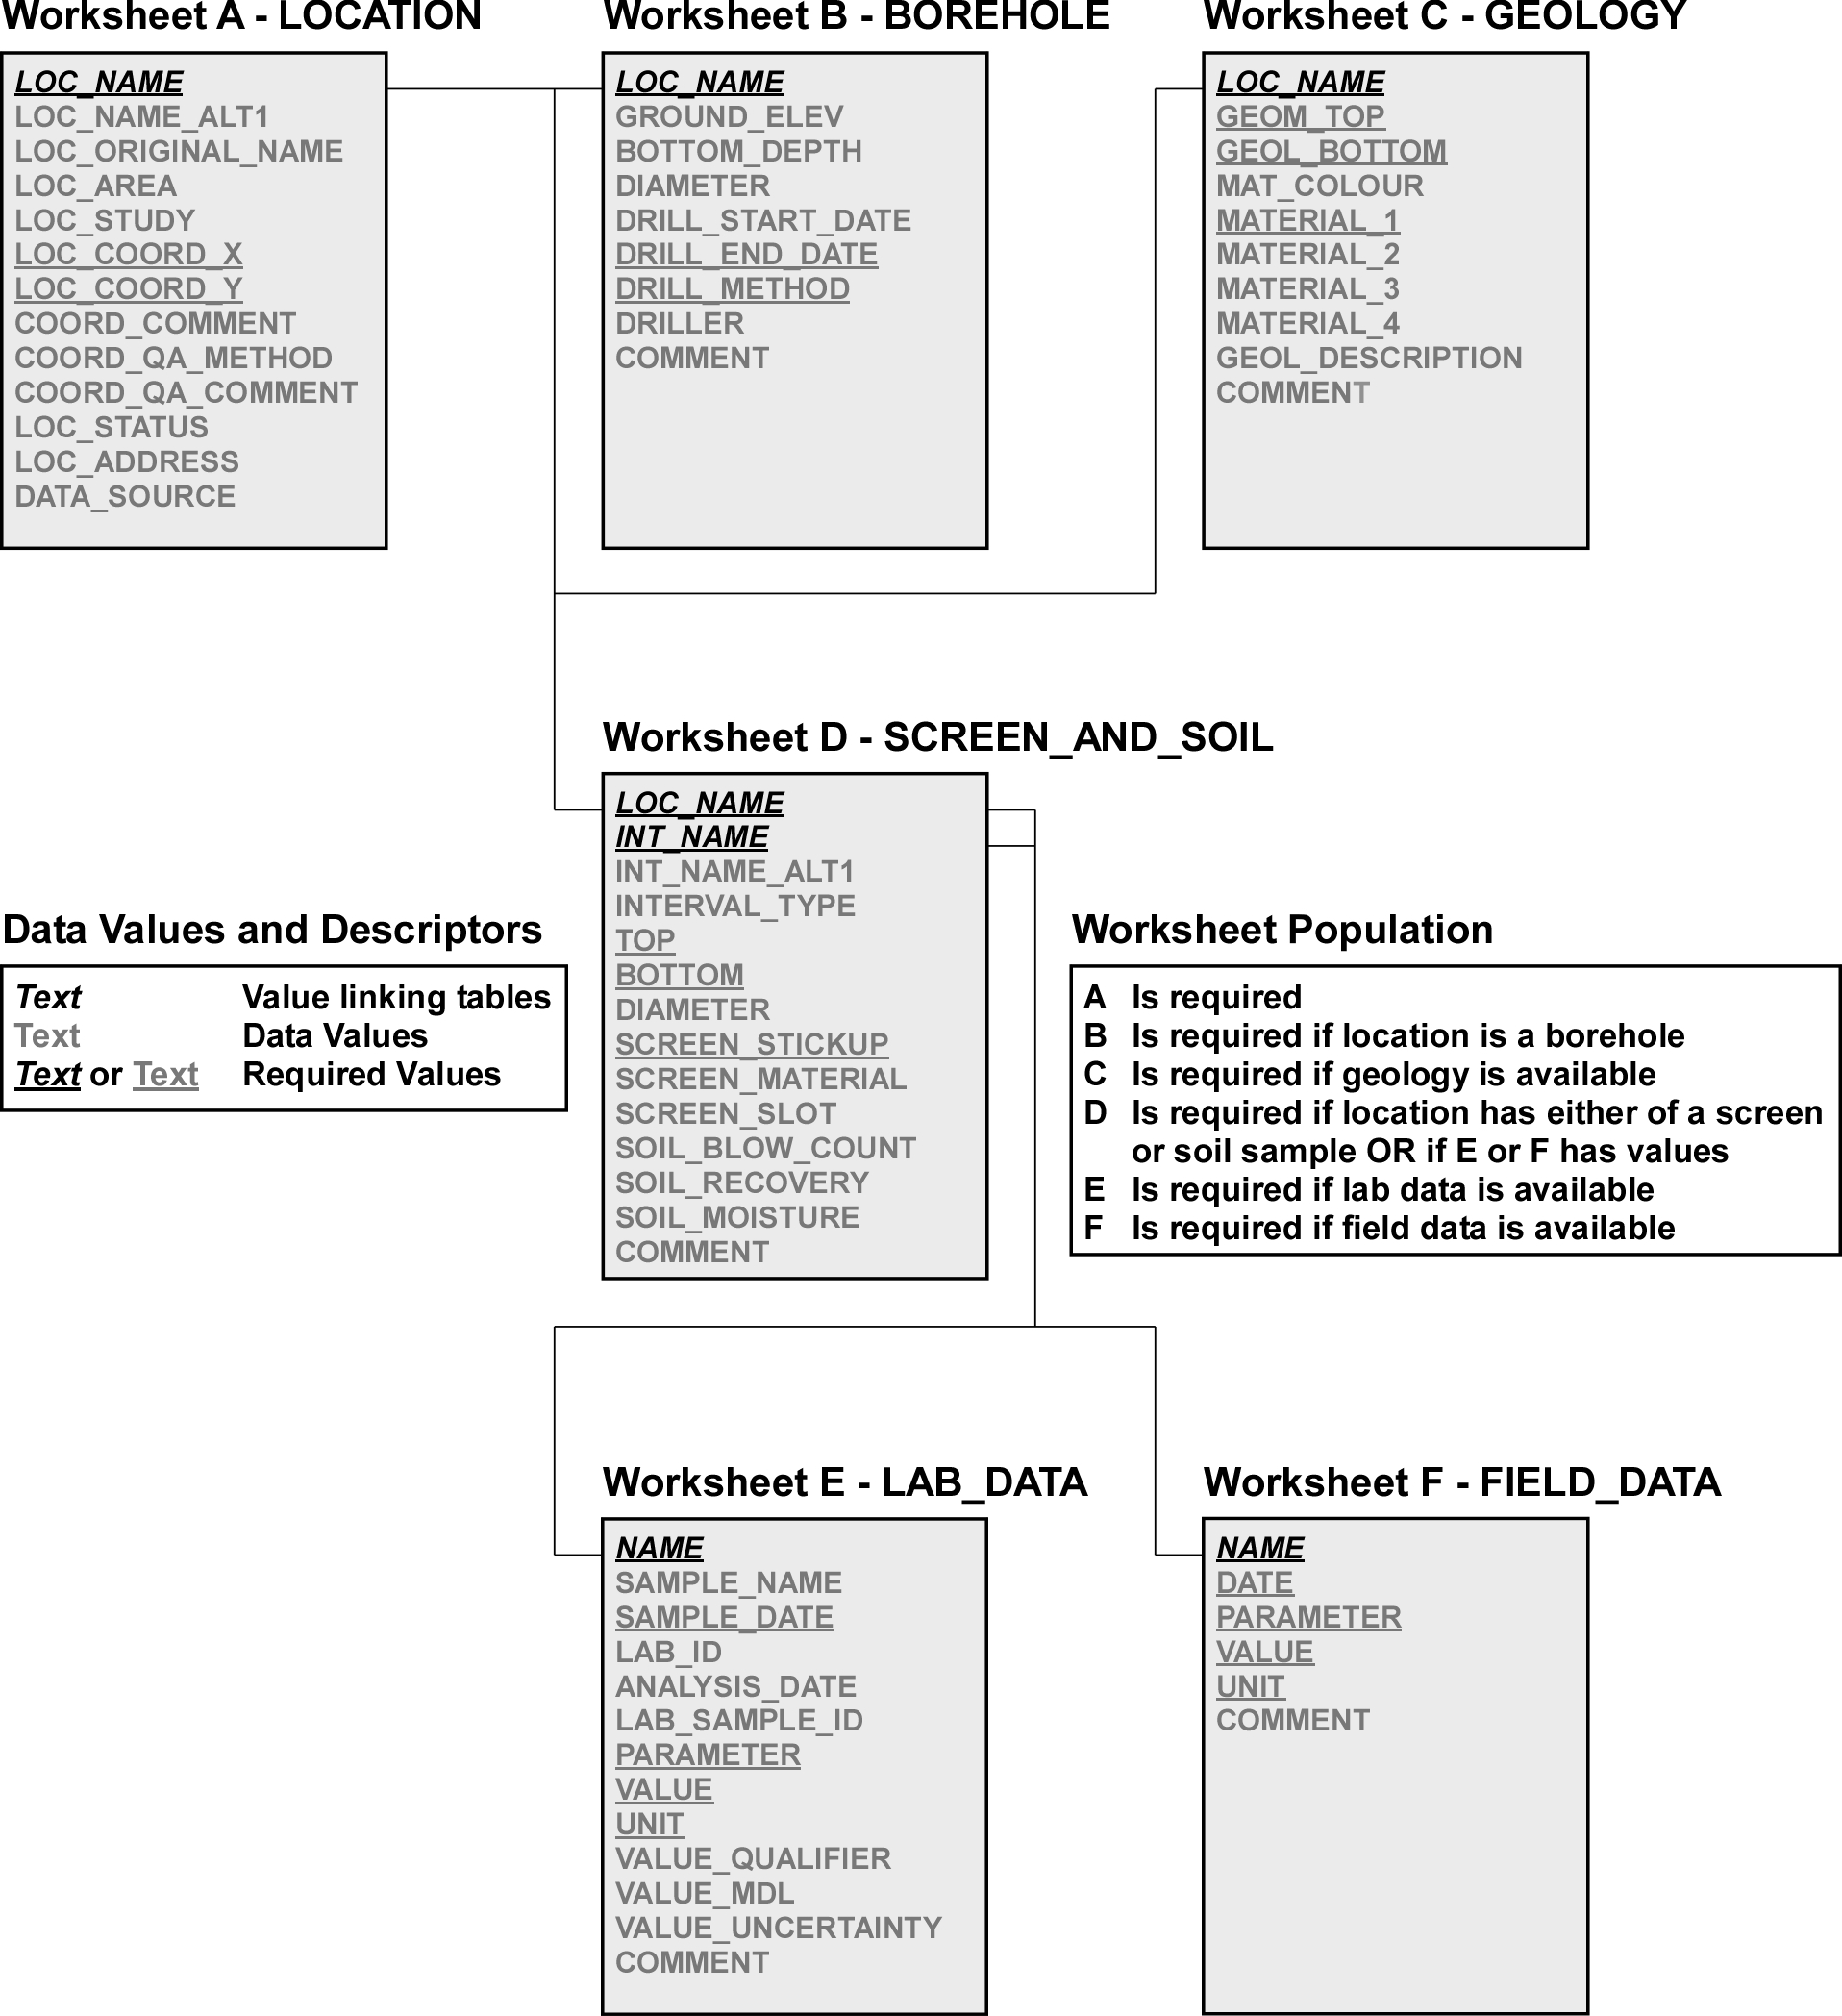 Worksheet A - LOCATION
LOC_NAME
LOC_NAME_ALT1
LOC_ORIGINAL_NAME
LOC_AREA
LOC_STUDY
LOC_COORD_X
LOC_COORD_Y
COORD_COMMENT
COORD_QA_METHOD
COORD_QA_COMMENT
LOC_STATUS
LOC_ADDRESS
DATA_SOURCE
Worksheet B - BOREHOLE
LOC_NAME
GROUND_ELEV
BOTTOM_DEPTH
DIAMETER
DRILL_START_DATE
DRILL_END_DATE
DRILL_METHOD
DRILLER
COMMENT
Worksheet C - GEOLOGY
LOC_NAME
GEOM_TOP
GEOL_BOTTOM
MAT_COLOUR
MATERIAL_1
MATERIAL_2
MATERIAL_3
MATERIAL_4
GEOL_DESCRIPTION
COMMENT
Worksheet D - SCREEN_AND_SOIL
LOC_NAME
INT_NAME
INT_NAME_ALT1
INTERVAL_TYPE
TOP
BOTTOM
DIAMETER
SCREEN_STICKUP
SCREEN_MATERIAL
SCREEN_SLOT
SOIL_BLOW_COUNT
SOIL_RECOVERY
SOIL_MOISTURE
COMMENT
Data Values and Descriptors
Text Value linking tables
Text Data Values
Text or Text Required Values
Worksheet Population
A Is required
B Is required if location is a borehole
C Is required if geology is available
D Is required if location has either of a screen
or soil sample OR if E or F has values
E Is required if lab data is available
F Is required if field data is available
Worksheet E - LAB_DATA
NAME
SAMPLE_NAME
SAMPLE_DATE
LAB_ID
ANALYSIS_DATE
LAB_SAMPLE_ID
PARAMETER
VALUE
UNIT
VALUE_QUALIFIER
VALUE_MDL
VALUE_UNCERTAINTY
COMMENT
Worksheet F - FIELD_DATA
NAME
DATE
PARAMETER
VALUE
UNIT
COMMENT